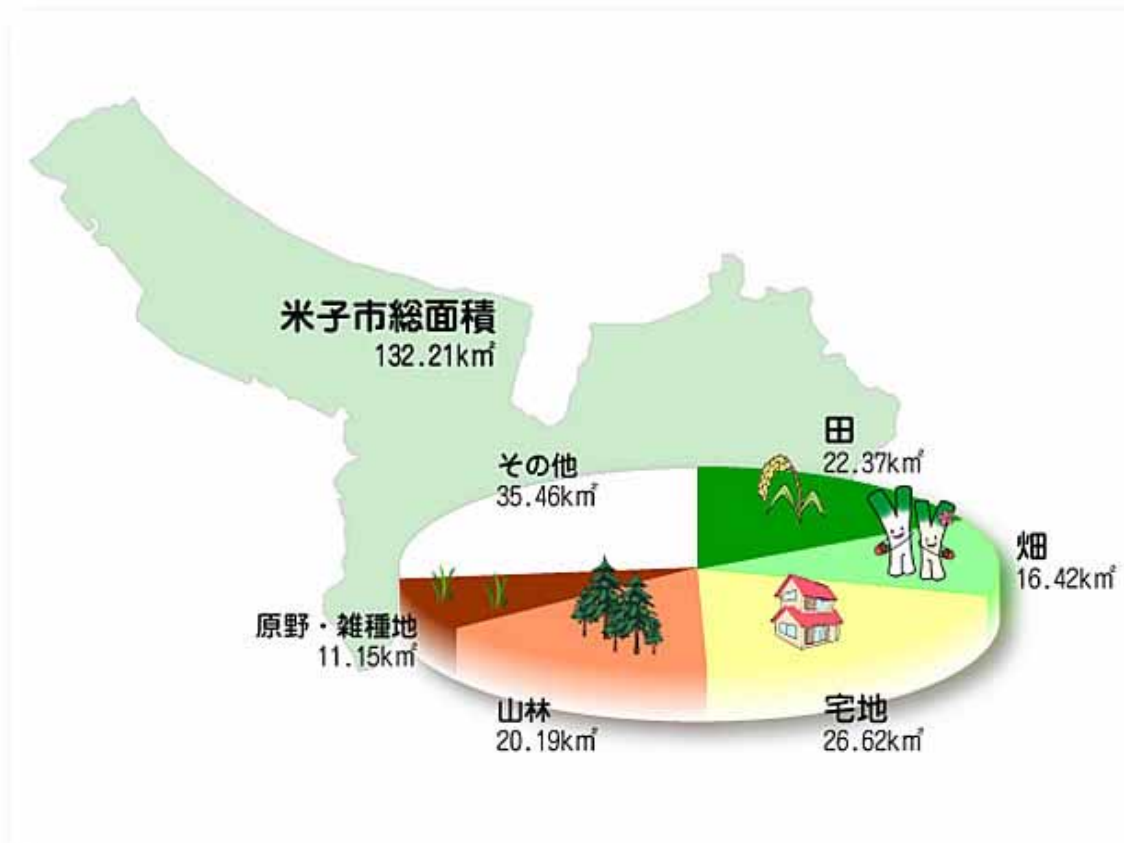 米子市総面積
132.21k㎡
田
22.37k㎡
畑
16.42k㎡
宅地
26.62k㎡
山林
20.19k㎡
原野・雑種地
11.15k㎡
その他
35.46k㎡